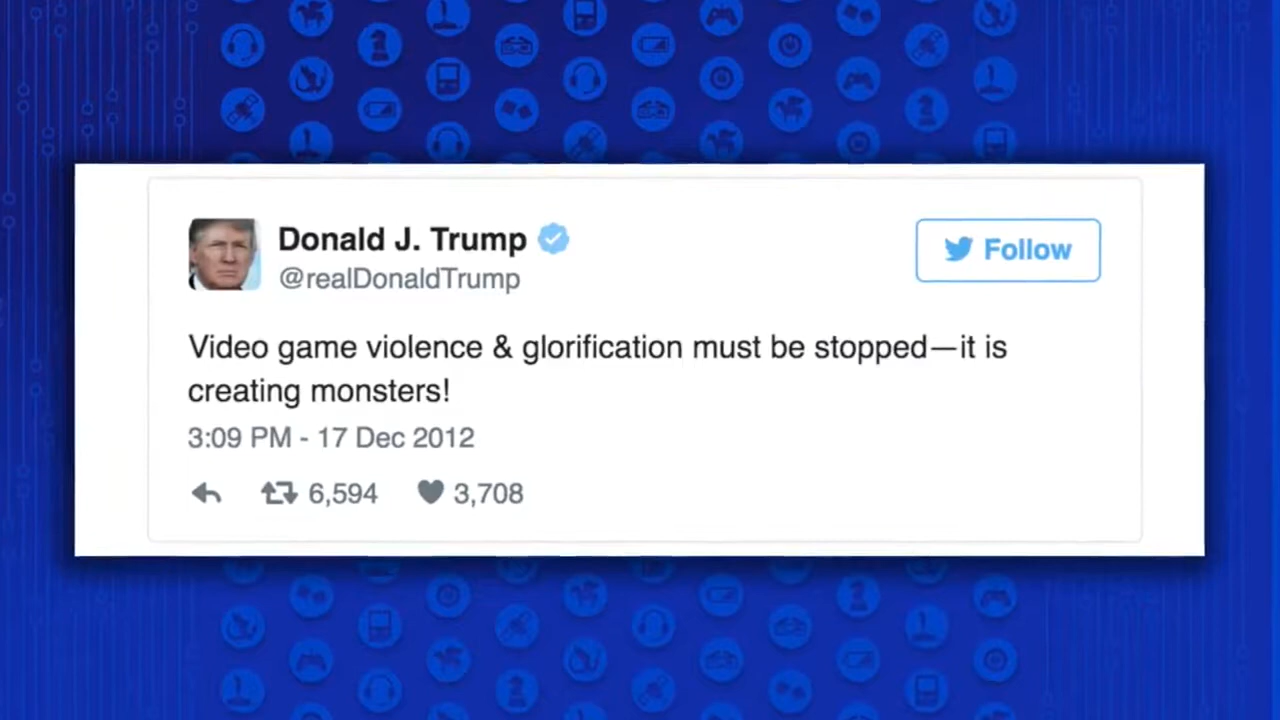 Donald J. Trump
@realDonaldTrump
Follow
Video game violence & glorification must be stopped—it is
creating monsters!
3:09 PM - 17 Dec 2012
6,594 3,708